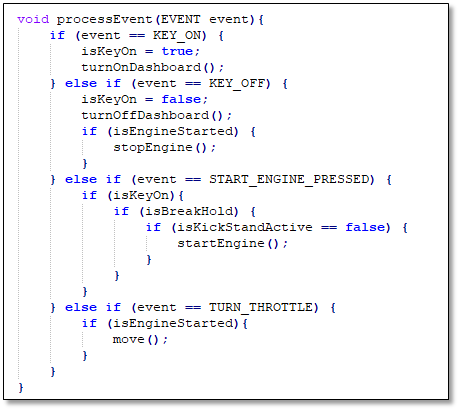 void processEvent(EVENT event){
    if (event == KEY_ON) {
        isKeyOn = true;
        turnOnDashboard();
    } else if (event == KEY_OFF) {
        isKeyOn = false;
        turnOffDashboard();
        if (isEngineStarted) {
            stopEngine();
        }
    } else if (event == START_ENGINE_PRESSED) {
        if (isKeyOn){
            if (isBreakHold) {
                if (isKickStandActive == false) {
                    startEngine();
                }
            }
        }
    } else if (event == TURN_THROTTLE) {
        if (isEngineStarted){
            move();
        }
    }
}